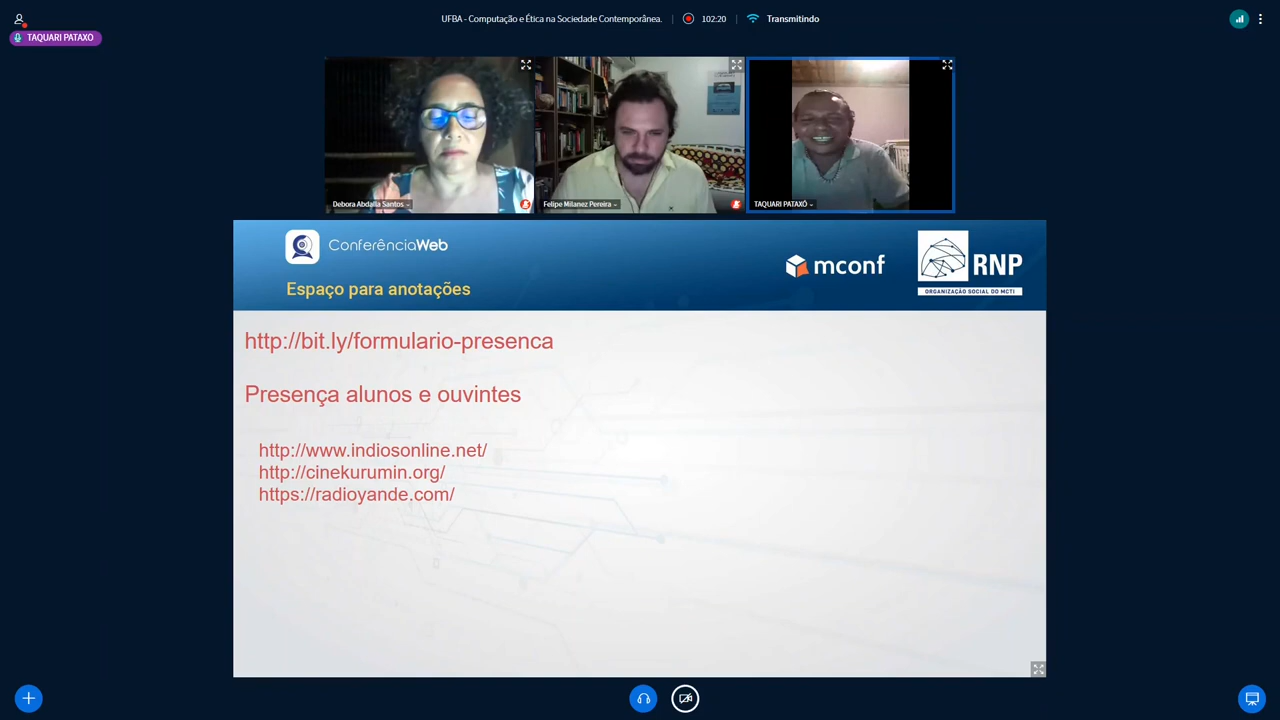 UFBA - Computação e Ética na Sociedade Contemporânea.
102:20
Transmitindo
TAQUARI PATAXO
Debora Abdalla Santos
Felipe Milanez Pereira
TAQUARI PATAXÓ
ConferênciaWeb
mconf
RNP
ORGANIZAÇÃO SOCIAL DO MCTI
Espaço para anotações
http://bit.ly/formulario-presenca
Presença alunos e ouvintes
http://www.indiosonline.net/
http://cinekurumin.org/
https://radioyande.com/